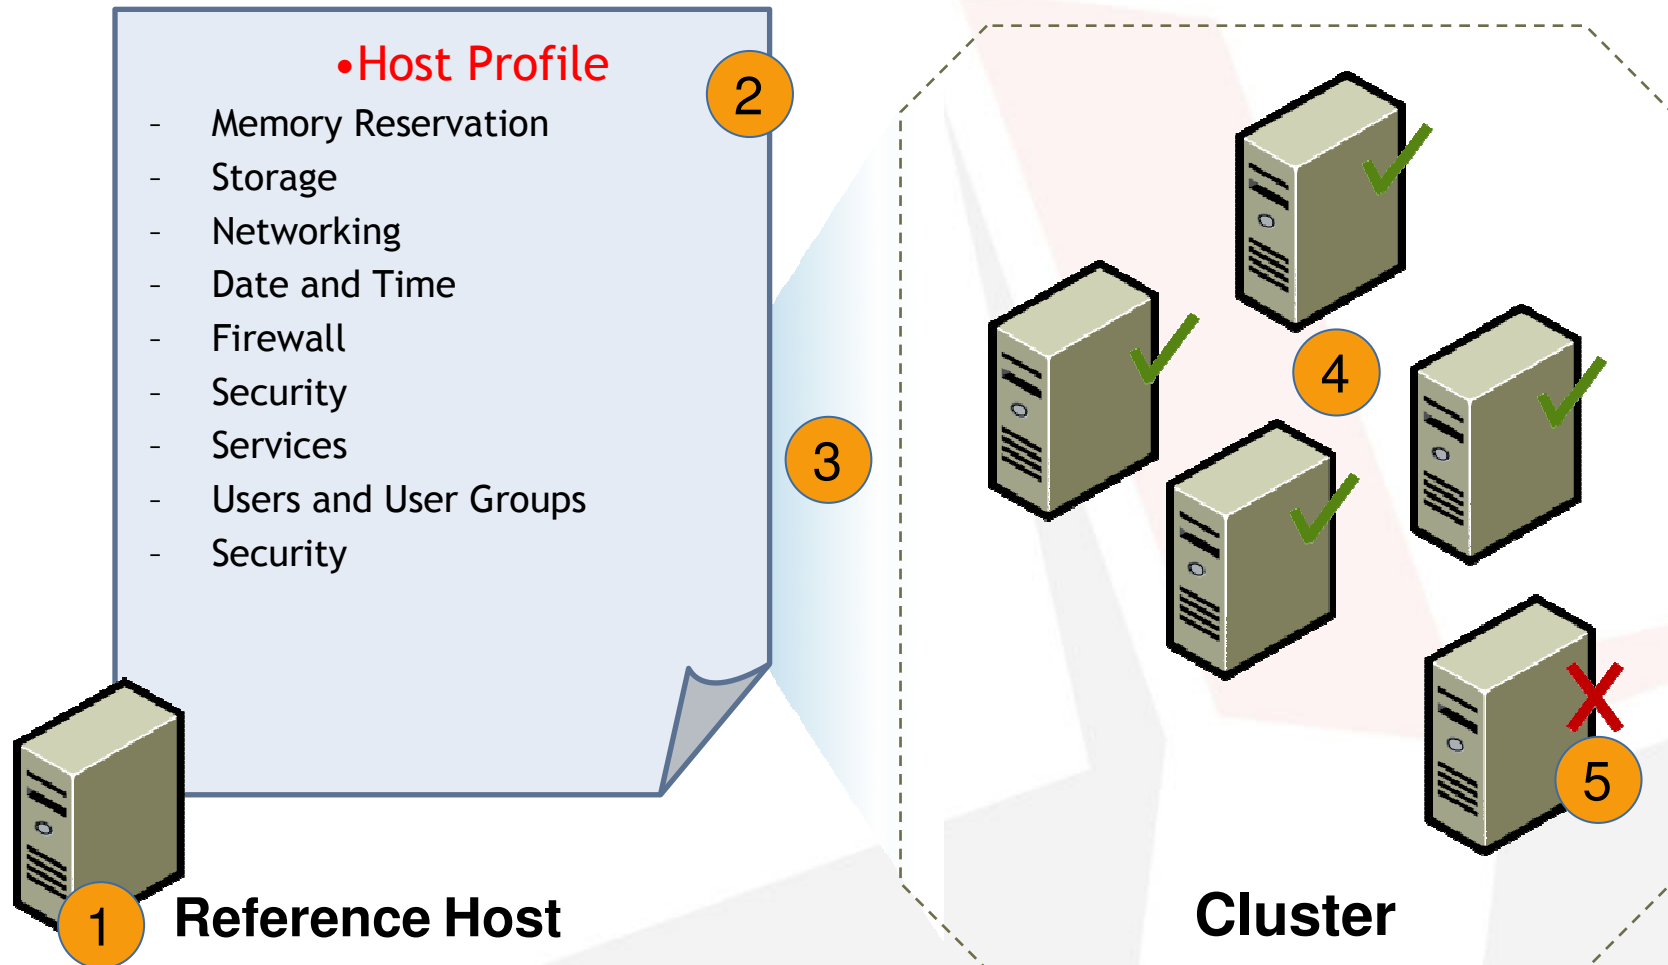 •Host Profile
2
- Memory Reservation
- Storage
- Networking
- Date and Time
- Firewall
- Security
- Services
- Users and User Groups
- Security
3
4
5
1
Reference Host
Cluster